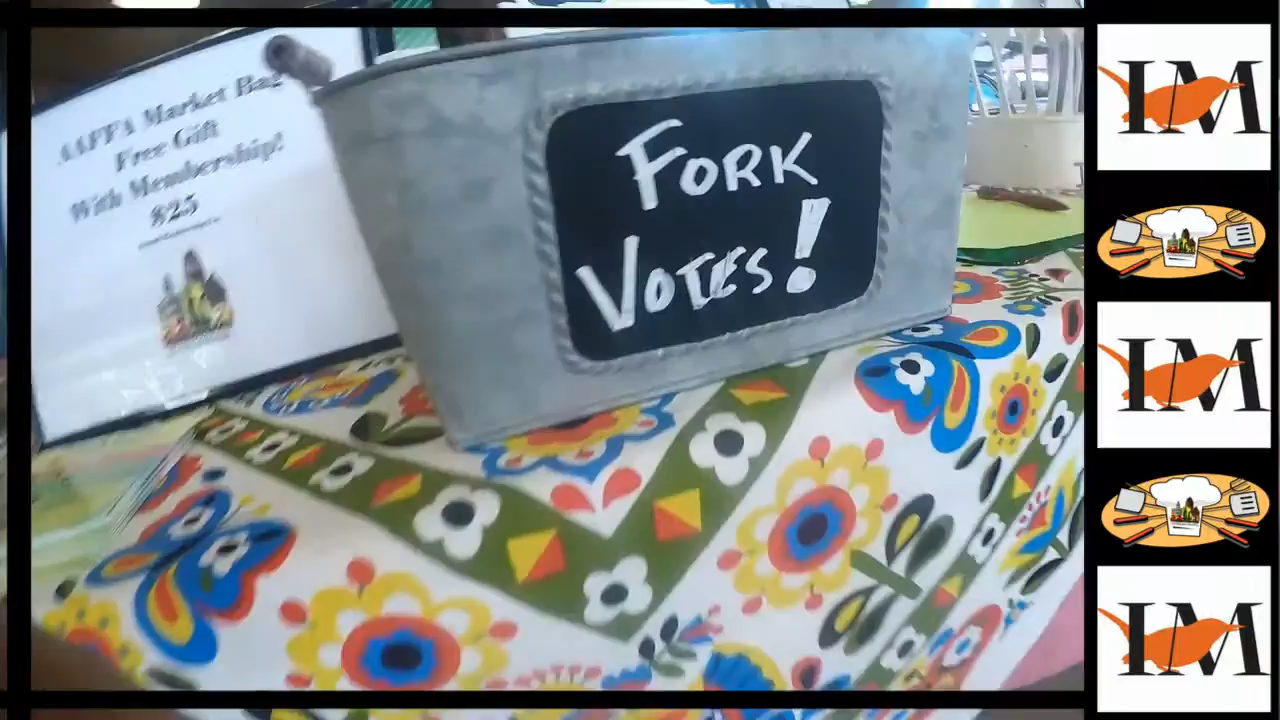 AAFFA Market Bag
Free Gift
With Membership!
$25
FORK
VOTES!
IM
IM
IM